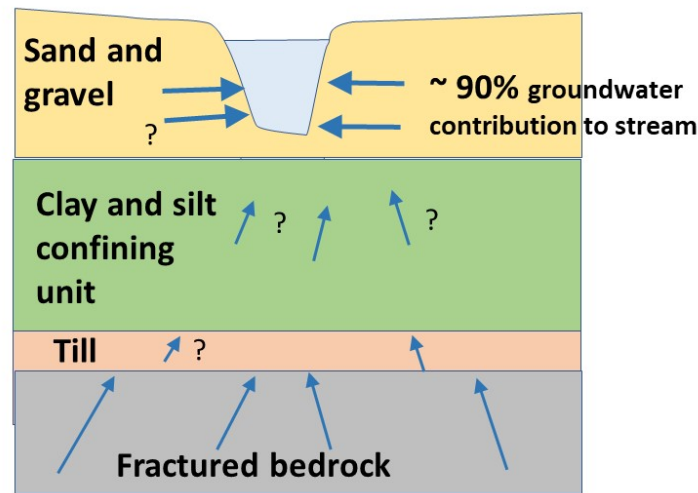 Sand and
gravel
?
~ 90% groundwater
contribution to stream
Clay and silt
confining
unit
?
?
Till
?
Fractured bedrock